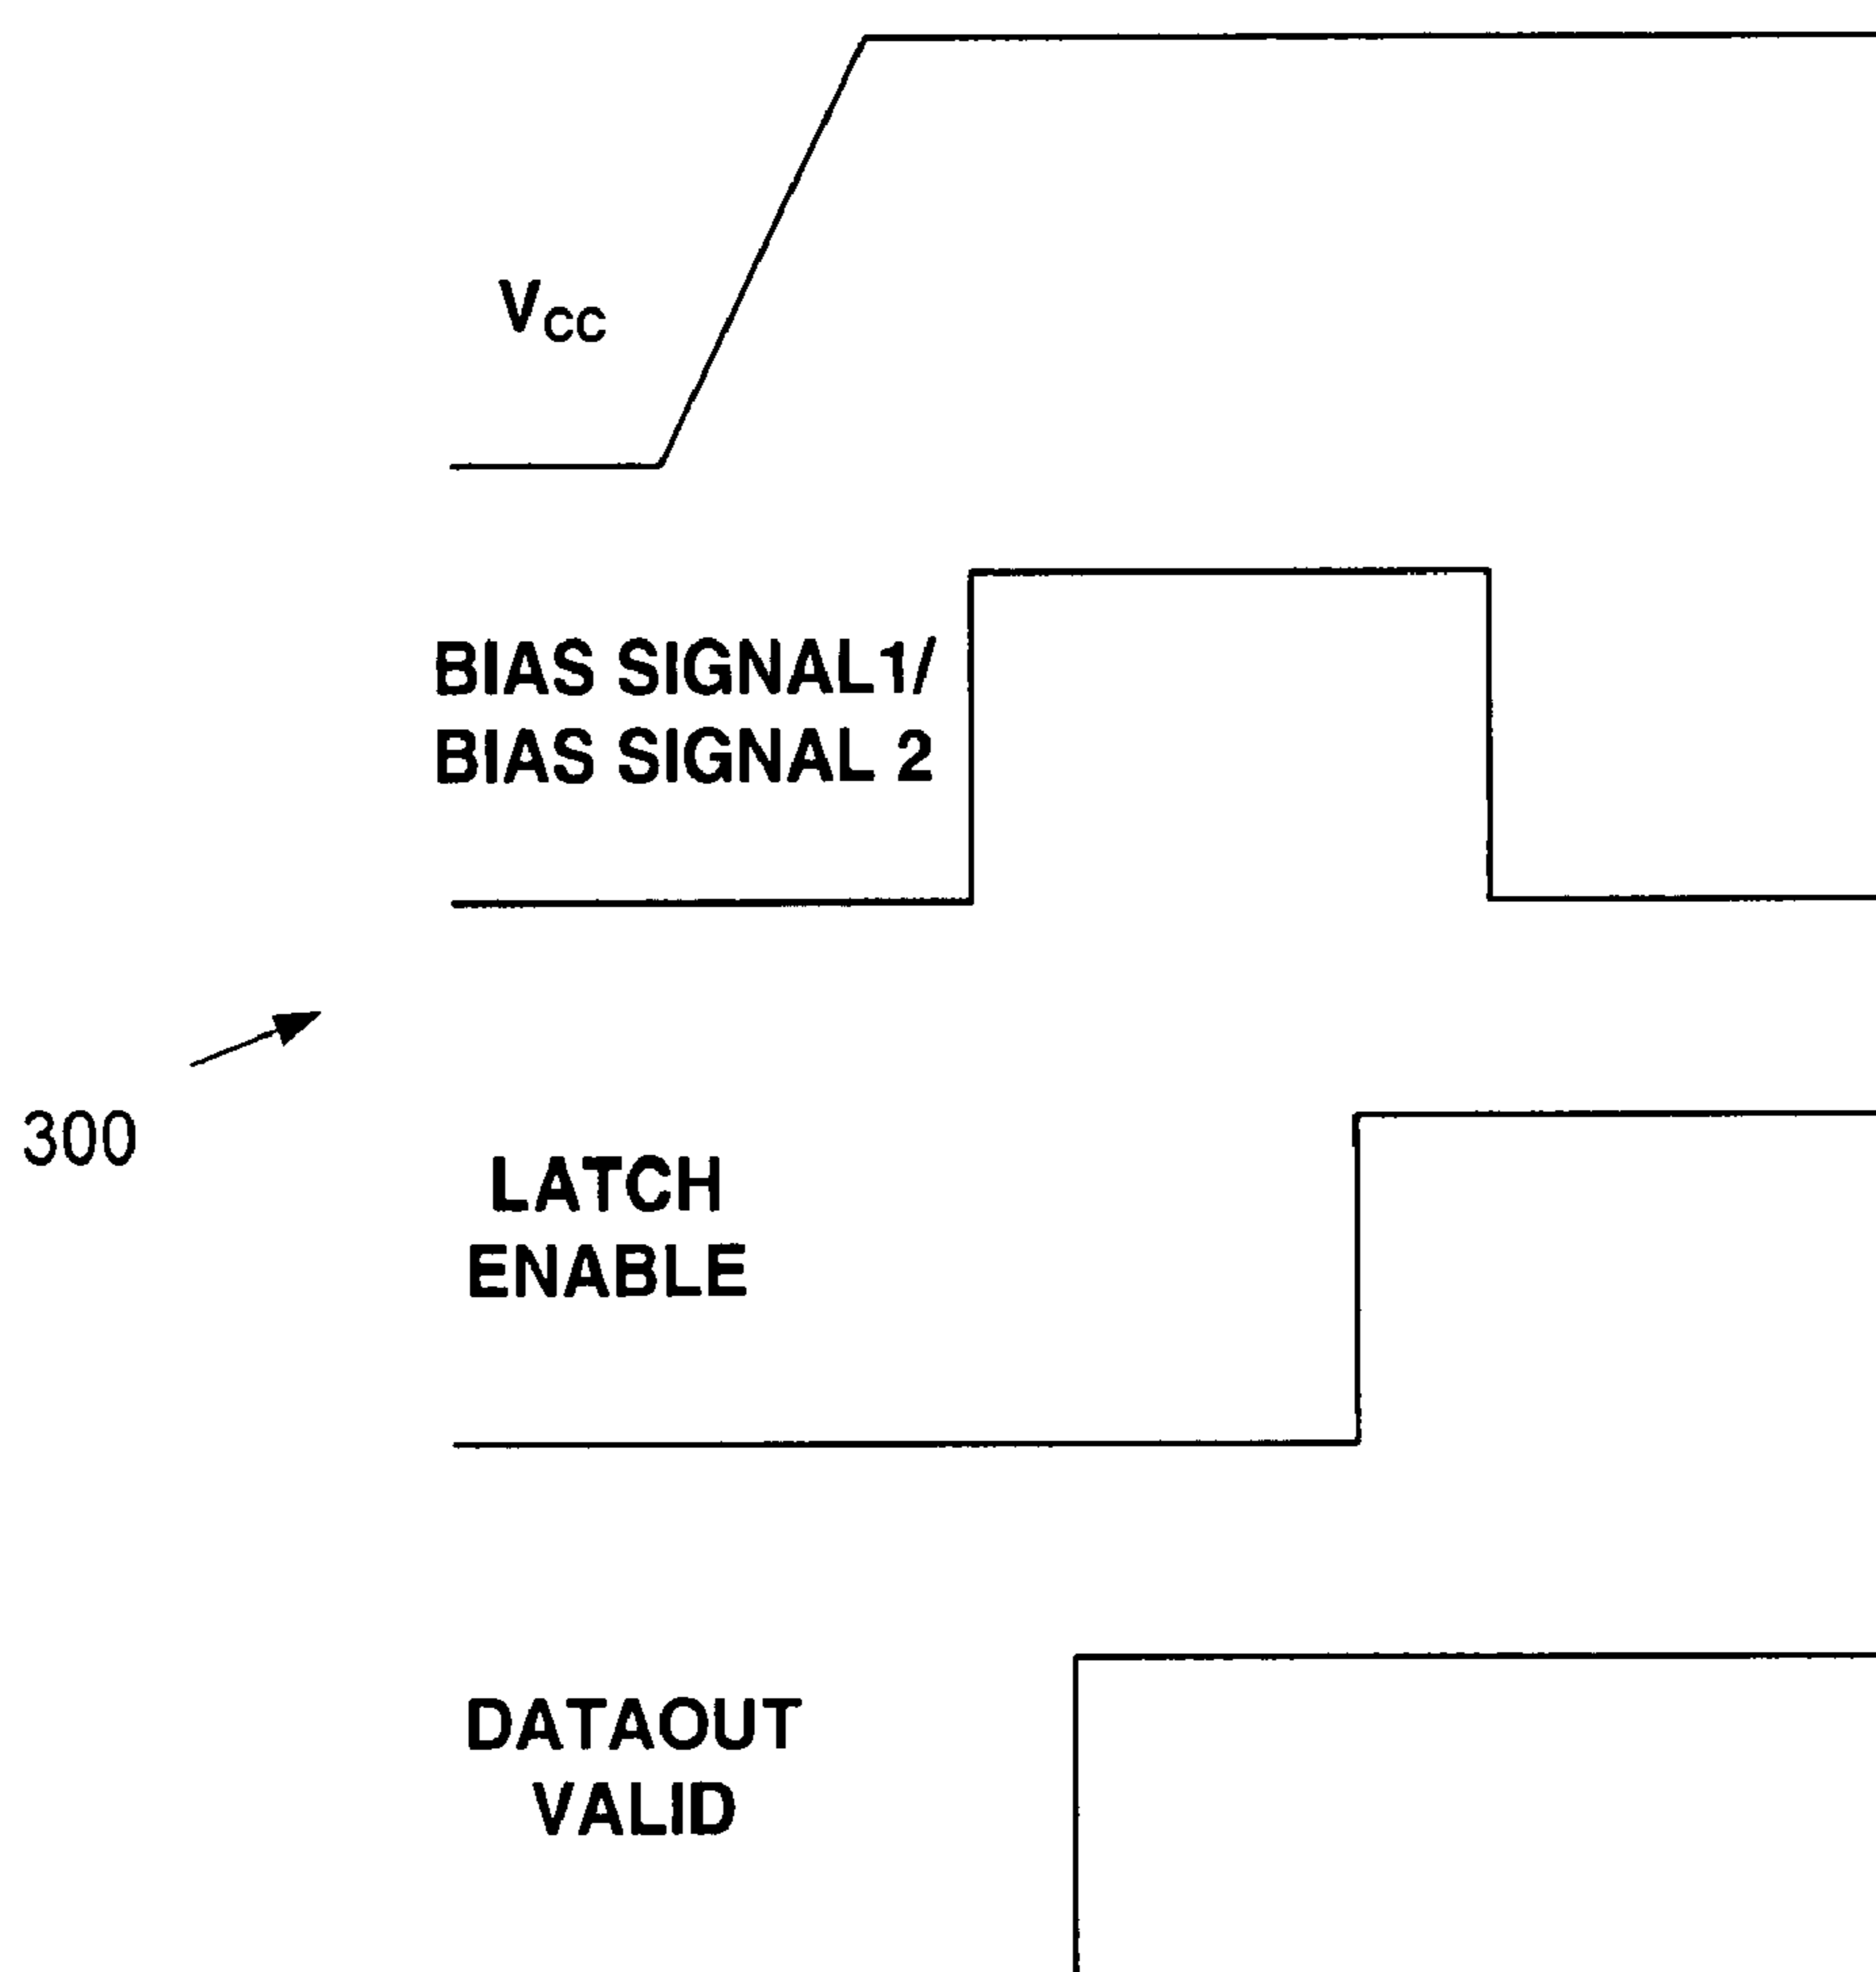 VCC
BIAS SIGNAL1/
BIAS SIGNAL 2
300
LATCH
ENABLE
DATAOUT
VALID